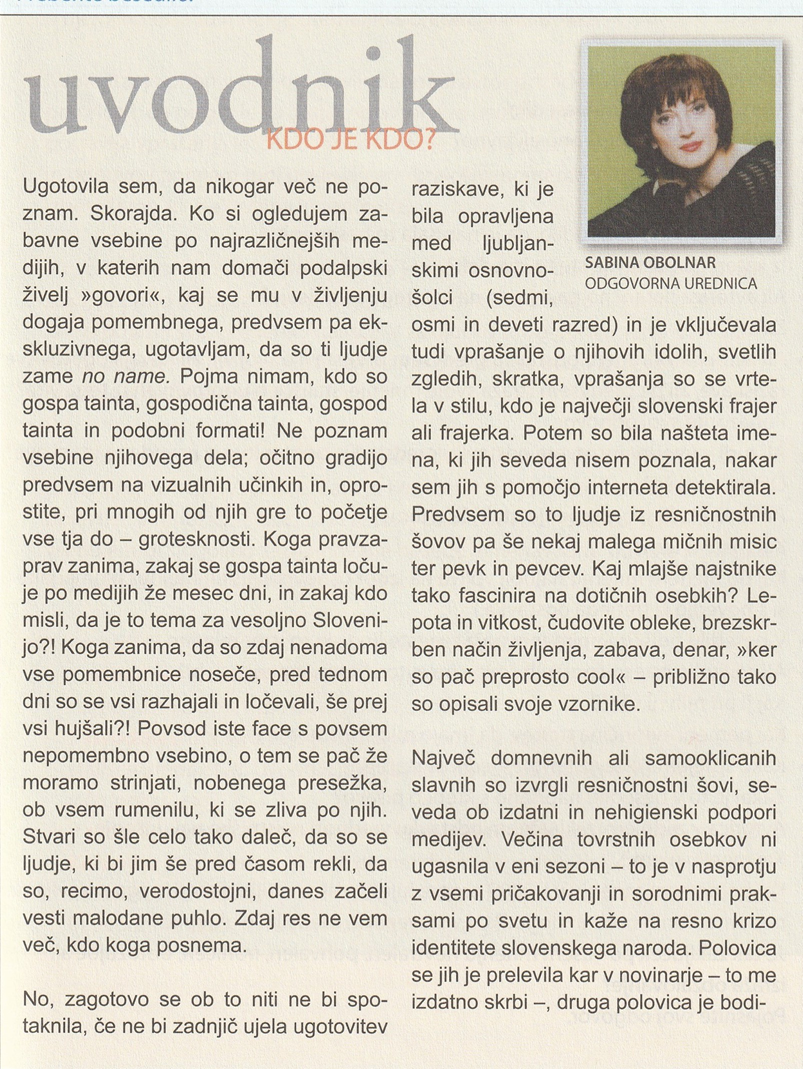 uvodnik
KDO JE KDO?
Ugotovila sem, da nikogar več ne po-
znam. Skorajda. Ko si ogledujem za-
bavne vsebine po najrazličnejših me-
dijih, v katerih nam domači podalpski
živelj »govori«, kaj se mu v življenju
dogaja pomembnega, predvsem pa ek-
skluzivnega, ugotavljam, da so ti ljudje
zame no name. Pojma nimam, kdo so
gospa tainta, gospodična tainta, gospod
tainta in podobni formati! Ne poznam
vsebine njihovega dela; očitno gradijo
predvsem na vizualnih učinkih in, opro-
stite, pri mnogih od njih gre to početje
vse tja do – grotesknosti. Koga pravza-
prav zanima, zakaj se gospa tainta loču-
je po medijih že mesec dni, in zakaj kdo
misli, da je to tema za vesoljno Sloveni-
jo?! Koga zanima, da so zdaj nenadoma
vse pomembnice noseče, pred tednom
dni so se vsi razhajali in ločevali, še prej
vsi hujšali?! Povsod iste face s povsem
nepomembno vsebino, o tem se pač že
moramo strinjati, nobenega presežka,
ob vsem rumenilu, ki se zliva po njih.
Stvari so šle celo tako daleč, da so se
ljudje, ki bi jim še pred časom rekli, da
so, recimo, verodostojni, danes začeli
vesti malodane puhlo. Zdaj res ne vem
več, kdo koga posnema.
No, zagotovo se ob to niti ne bi spo-
taknila, če ne bi zadnjič ujela ugotovitev
raziskave, ki je
bila opravljena
med ljubljan-
skimi osnovno-
šolci (sedmi,
osmi in deveti razred) in je vključevala
tudi vprašanje o njihovih idolih, svetlih
zgledih, skratka, vprašanja so se vrte-
la v stilu, kdo je največji slovenski frajer
ali frajerka. Potem so bila našteta ime-
na, ki jih seveda nisem poznala, nakar
sem jih s pomočjo interneta detektirala.
Predvsem so to ljudje iz resničnostnih
šovov pa še nekaj malega mičnih misic
ter pevk in pevcev. Kaj mlajše najstnike
tako fascinira na dotičnih osebkih? Le-
pota in vitkost, čudovite obleke, brezskr-
ben način življenja, zabava, denar, »ker
so pač preprosto cool« – približno tako
so opisali svoje vzornike.
Največ domnevnih ali samooklicanih
slavnih so izvrgli resničnostni šovi, se-
veda ob izdatni in nehigienski podpori
medijev. Večina tovrstnih osebkov ni
ugasnila v eni sezoni – to je v nasprotju
z vsemi pričakovanji in sorodnimi prak-
sami po svetu in kaže na resno krizo
identitete slovenskega naroda. Polovica
se jih je prelevila kar v novinarje – to me
izdatno skrbi –, druga polovica je bodi-
SABINA OBOLNAR
ODGOVORNA UREDNICA